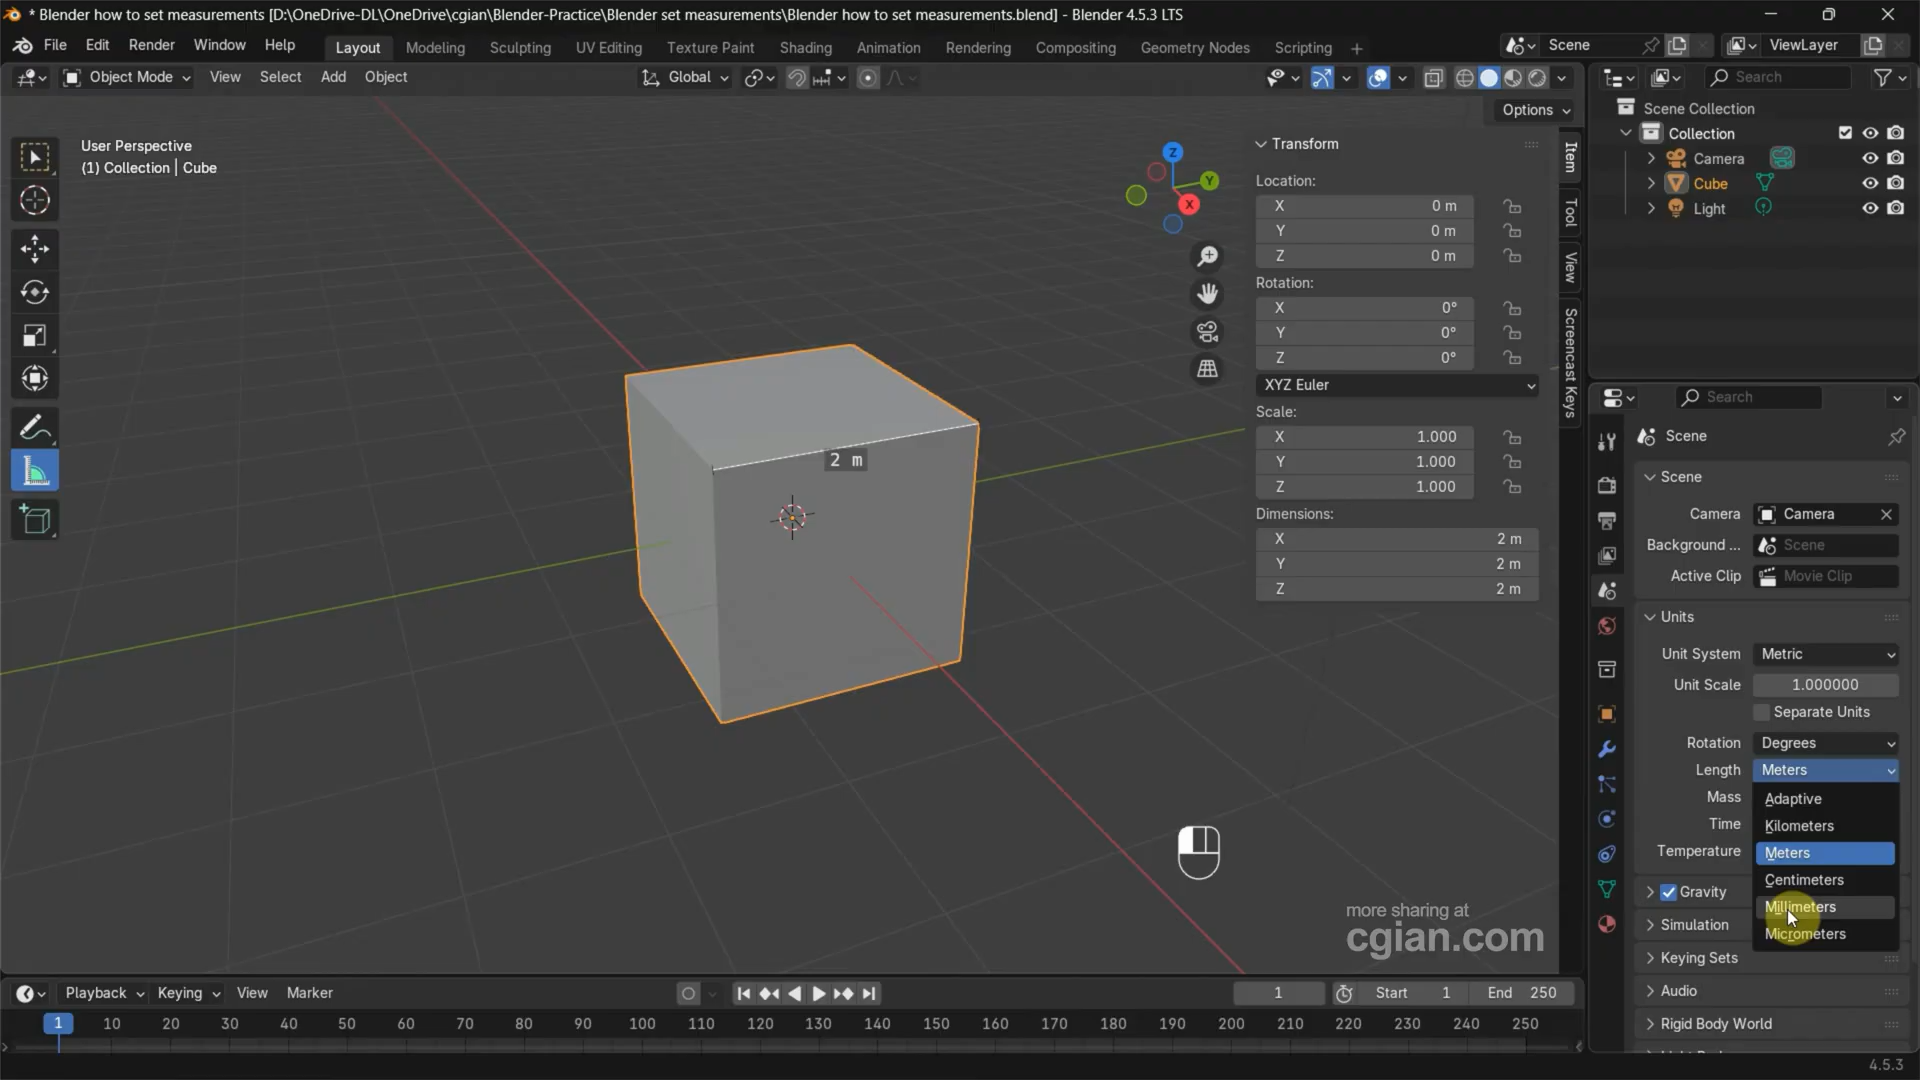 * Blender how to set measurements [D:\OneDrive-DL\OneDrive\cgian\Blender-Practice\Blender set measurements\Blender how to set measurements.blend] - Blender 4.5.3 LTS
File Edit Render Window Help Layout Modeling Sculpting UV Editing Texture Paint Shading Animation Rendering Compositing Geometry Nodes Scripting + Scene ViewLayer
Object Mode View Select Add Object Global Search
Options
User Perspective
(1) Collection | Cube
Z
Y
X
Transform
Location:
X 0 m
Y 0 m
Z 0 m
Rotation:
X 0°
Y 0°
Z 0°
XYZ Euler
Scale:
X 1.000
Y 1.000
Z 1.000
Dimensions:
X 2 m
Y 2 m
Z 2 m
Item
Tool
View
Screencast Keys
2 m
more sharing at
cgian.com
Scene Collection
Collection
Camera
Cube
Light
Search
Scene
Scene
Camera Camera
Background ... Scene
Active Clip Movie Clip
Units
Unit System Metric
Unit Scale 1.000000
Separate Units
Rotation Degrees
Length Meters
Mass
Time
Temperature
Adaptive
Kilometers
Meters
Centimeters
Millimeters
Micrometers
Gravity
Simulation
Keying Sets
Audio
Rigid Body World
Playback Keying View Marker 1 Start 1 End 250
1 10 20 30 40 50 60 70 80 90 100 110 120 130 140 150 160 170 180 190 200 210 220 230 240 250
4.5.3